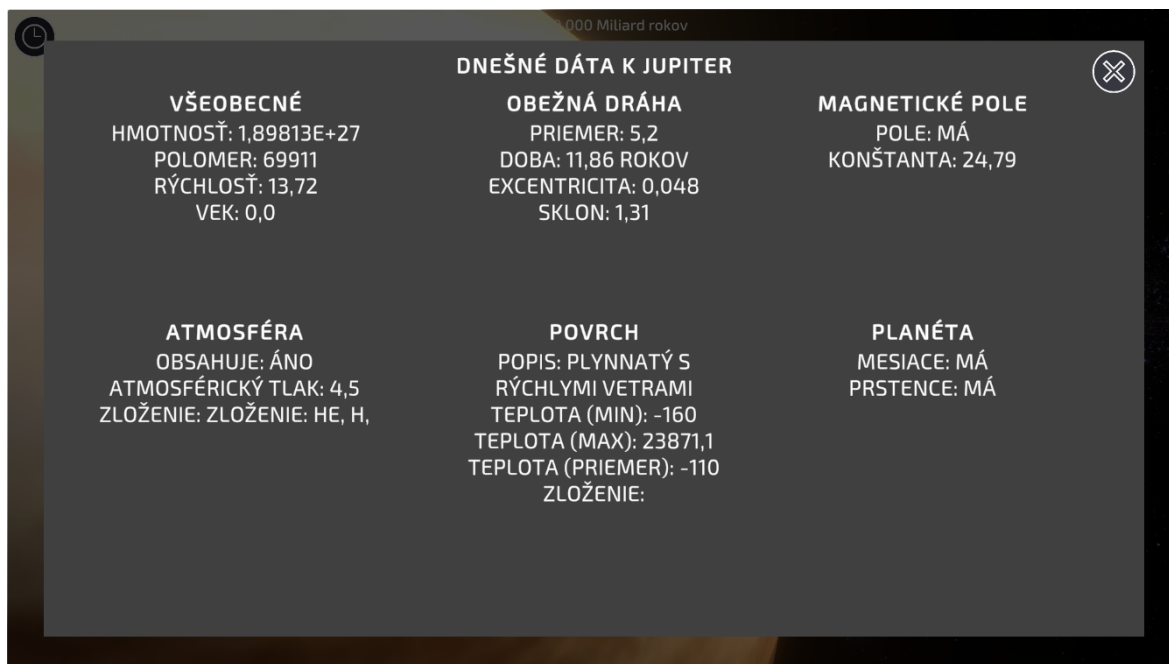 000 Miliard rokov
DNEŠNÉ DÁTA K JUPITER
VŠEOBECNÉ
HMOTNOSŤ: 1,89813E+27
POLOMER: 69911
RÝCHLOSŤ: 13,72
VEK: 0,0
OBEŽNÁ DRÁHA
PRIEMER: 5,2
DOBA: 11,86 ROKOV
EXCENTRICITA: 0,048
SKLON: 1,31
MAGNETICKÉ POLE
POLE: MÁ
KONŠTANTA: 24,79
ATMOSFÉRA
OBSAHUJE: ÁNO
ATMOSFÉRICKÝ TLAK: 4,5
ZLOŽENIE: ZLOŽENIE: HE, H,
POVRCH
POPIS: PLYNNATÝ S
RÝCHLYMI VETRAMI
TEPLOTA (MIN): -160
TEPLOTA (MAX): 23871,1
TEPLOTA (PRIEMER): -110
ZLOŽENIE:
PLANÉTA
MESIACE: MÁ
PRSTENCE: MÁ